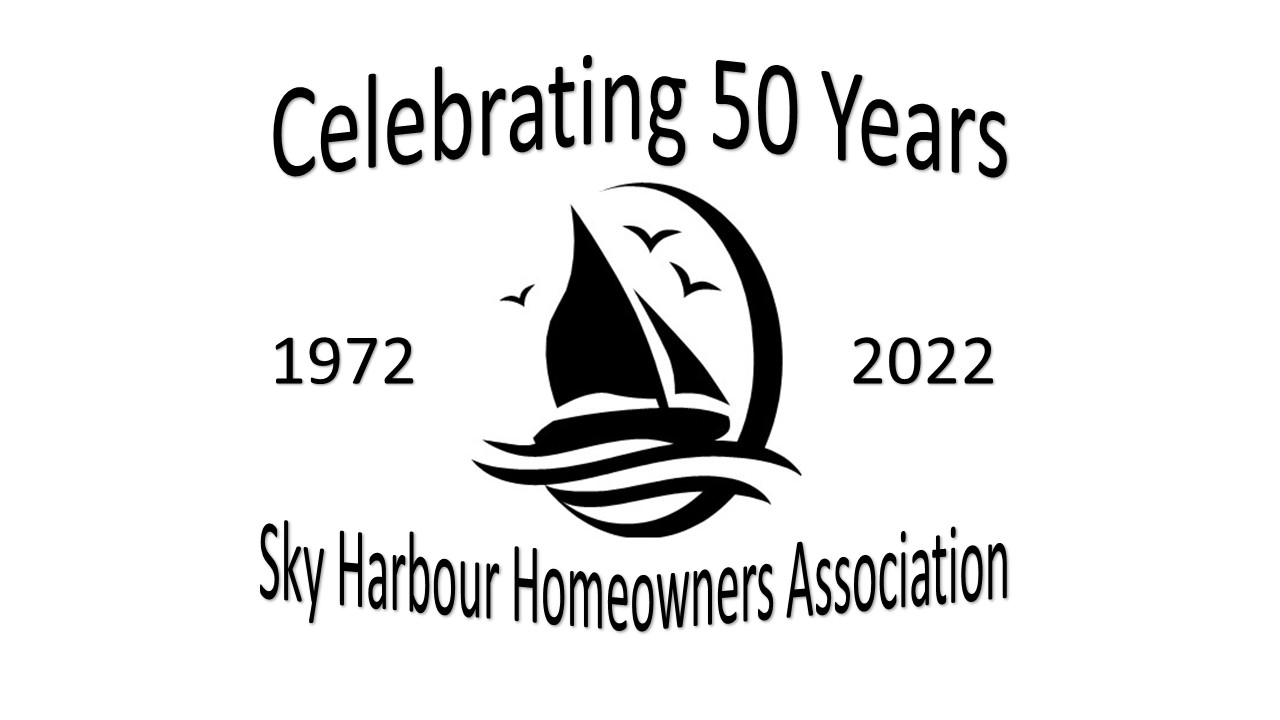 Celebrating 50 Years
1972
2022
Sky Harbour Homeowners Association